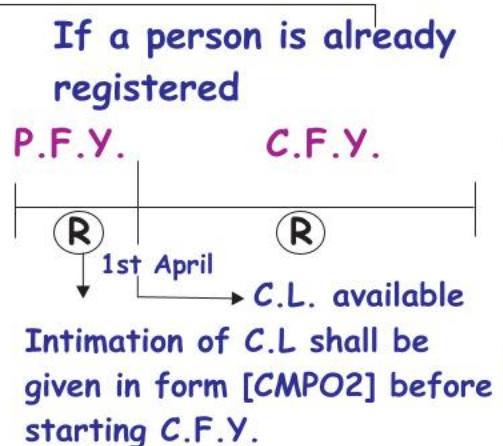 If a person is already
registered
P.F.Y. C.F.Y.
R R
1st April
C.L. available
Intimation of C.L shall be
given in form [CMPO2] before
starting C.F.Y.